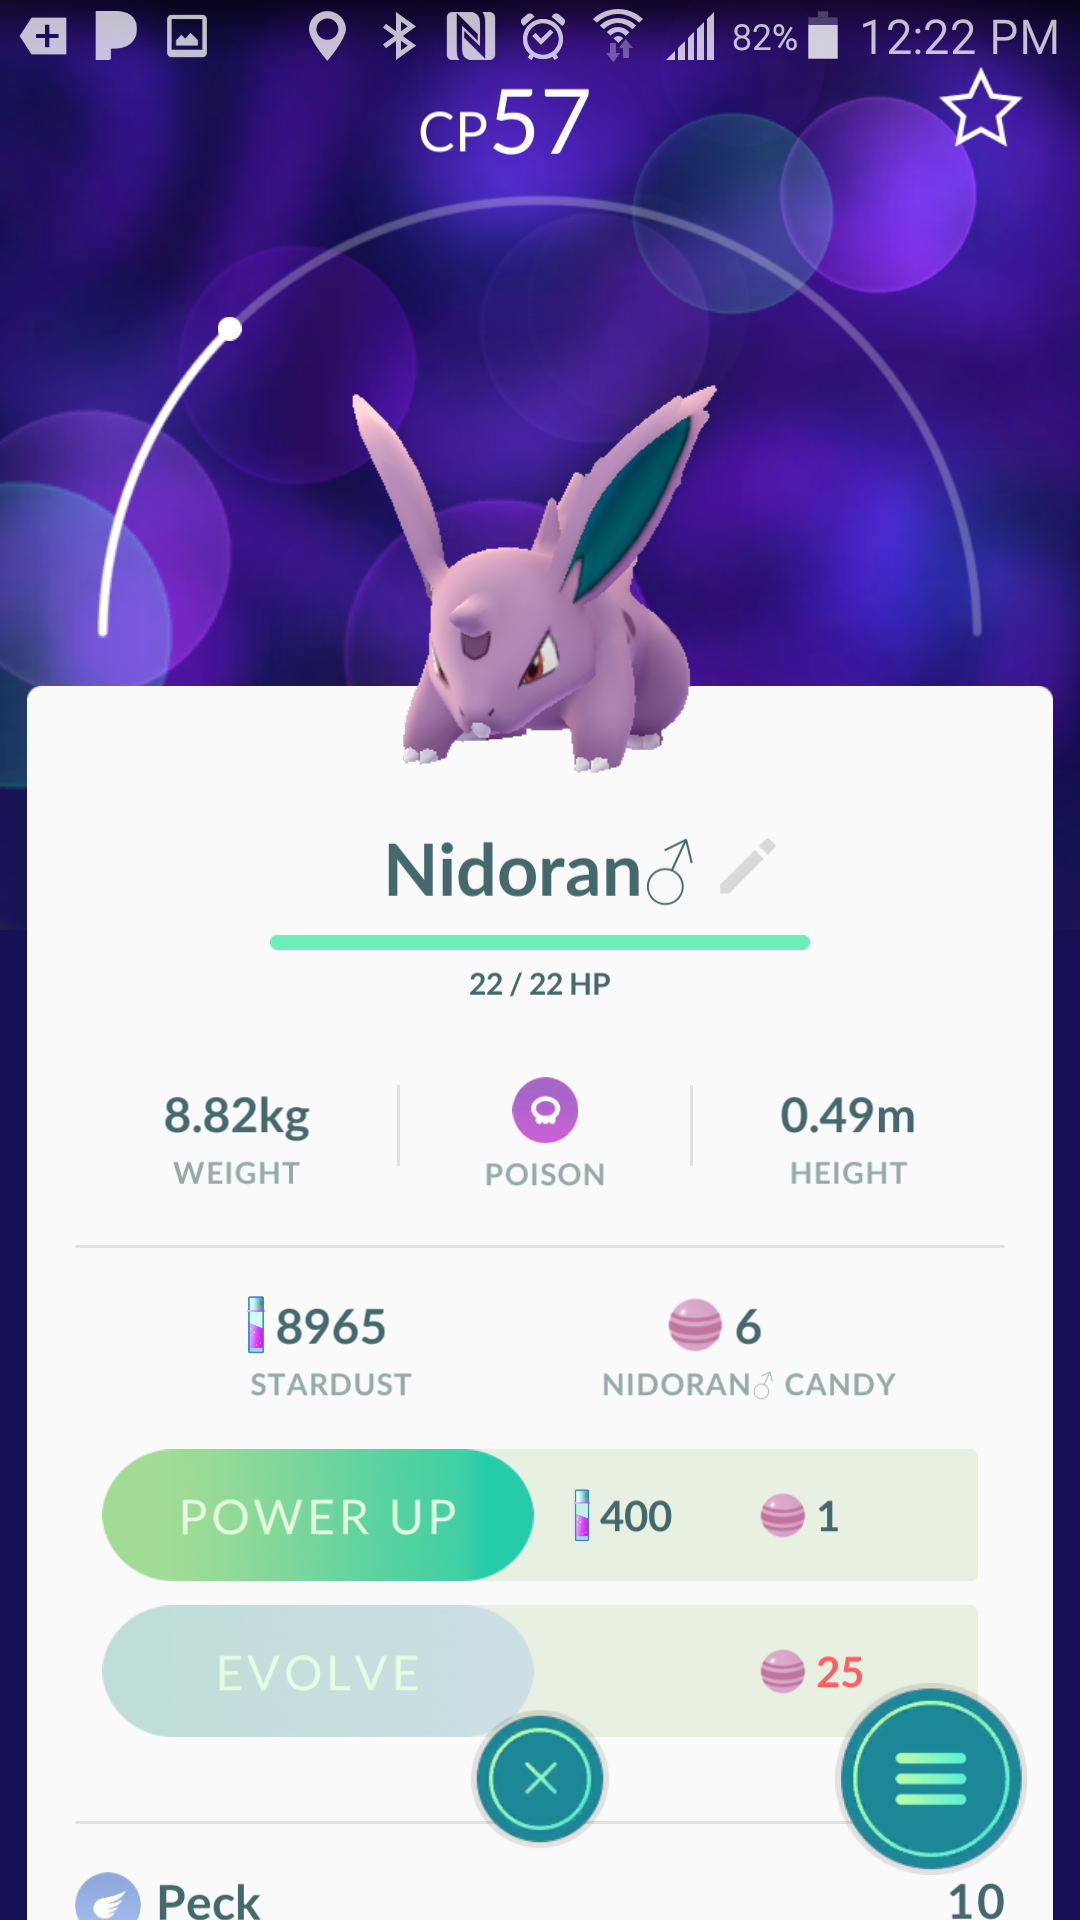 82% 12:22 PM
CP57
Nidoran♂
22 / 22 HP
8.82kg
WEIGHT
POISON
0.49m
HEIGHT
8965
STARDUST
6
NIDORAN♂ CANDY
POWER UP 400 1
EVOLVE 25
Peck 10